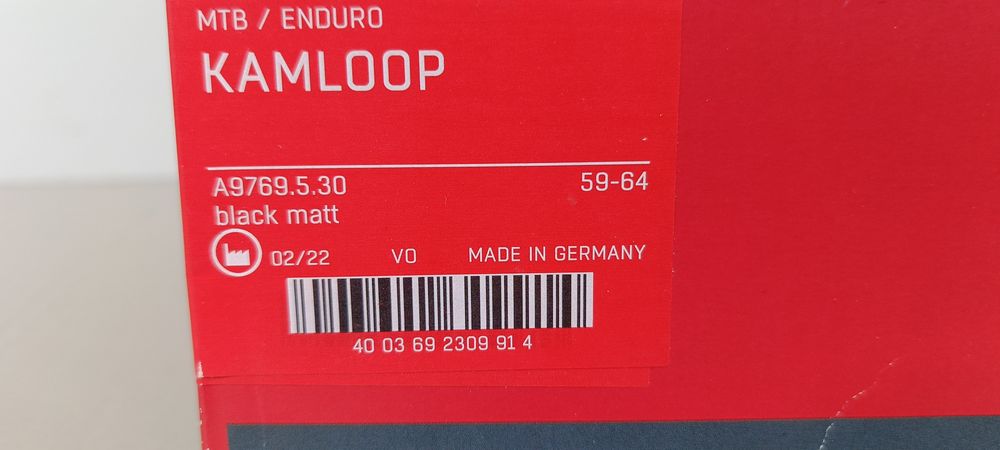 MTB / ENDURO
KAMLOOP
A9769.5.30 59-64
black matt
02/22 VO MADE IN GERMANY
40 03 69 2309 91 4